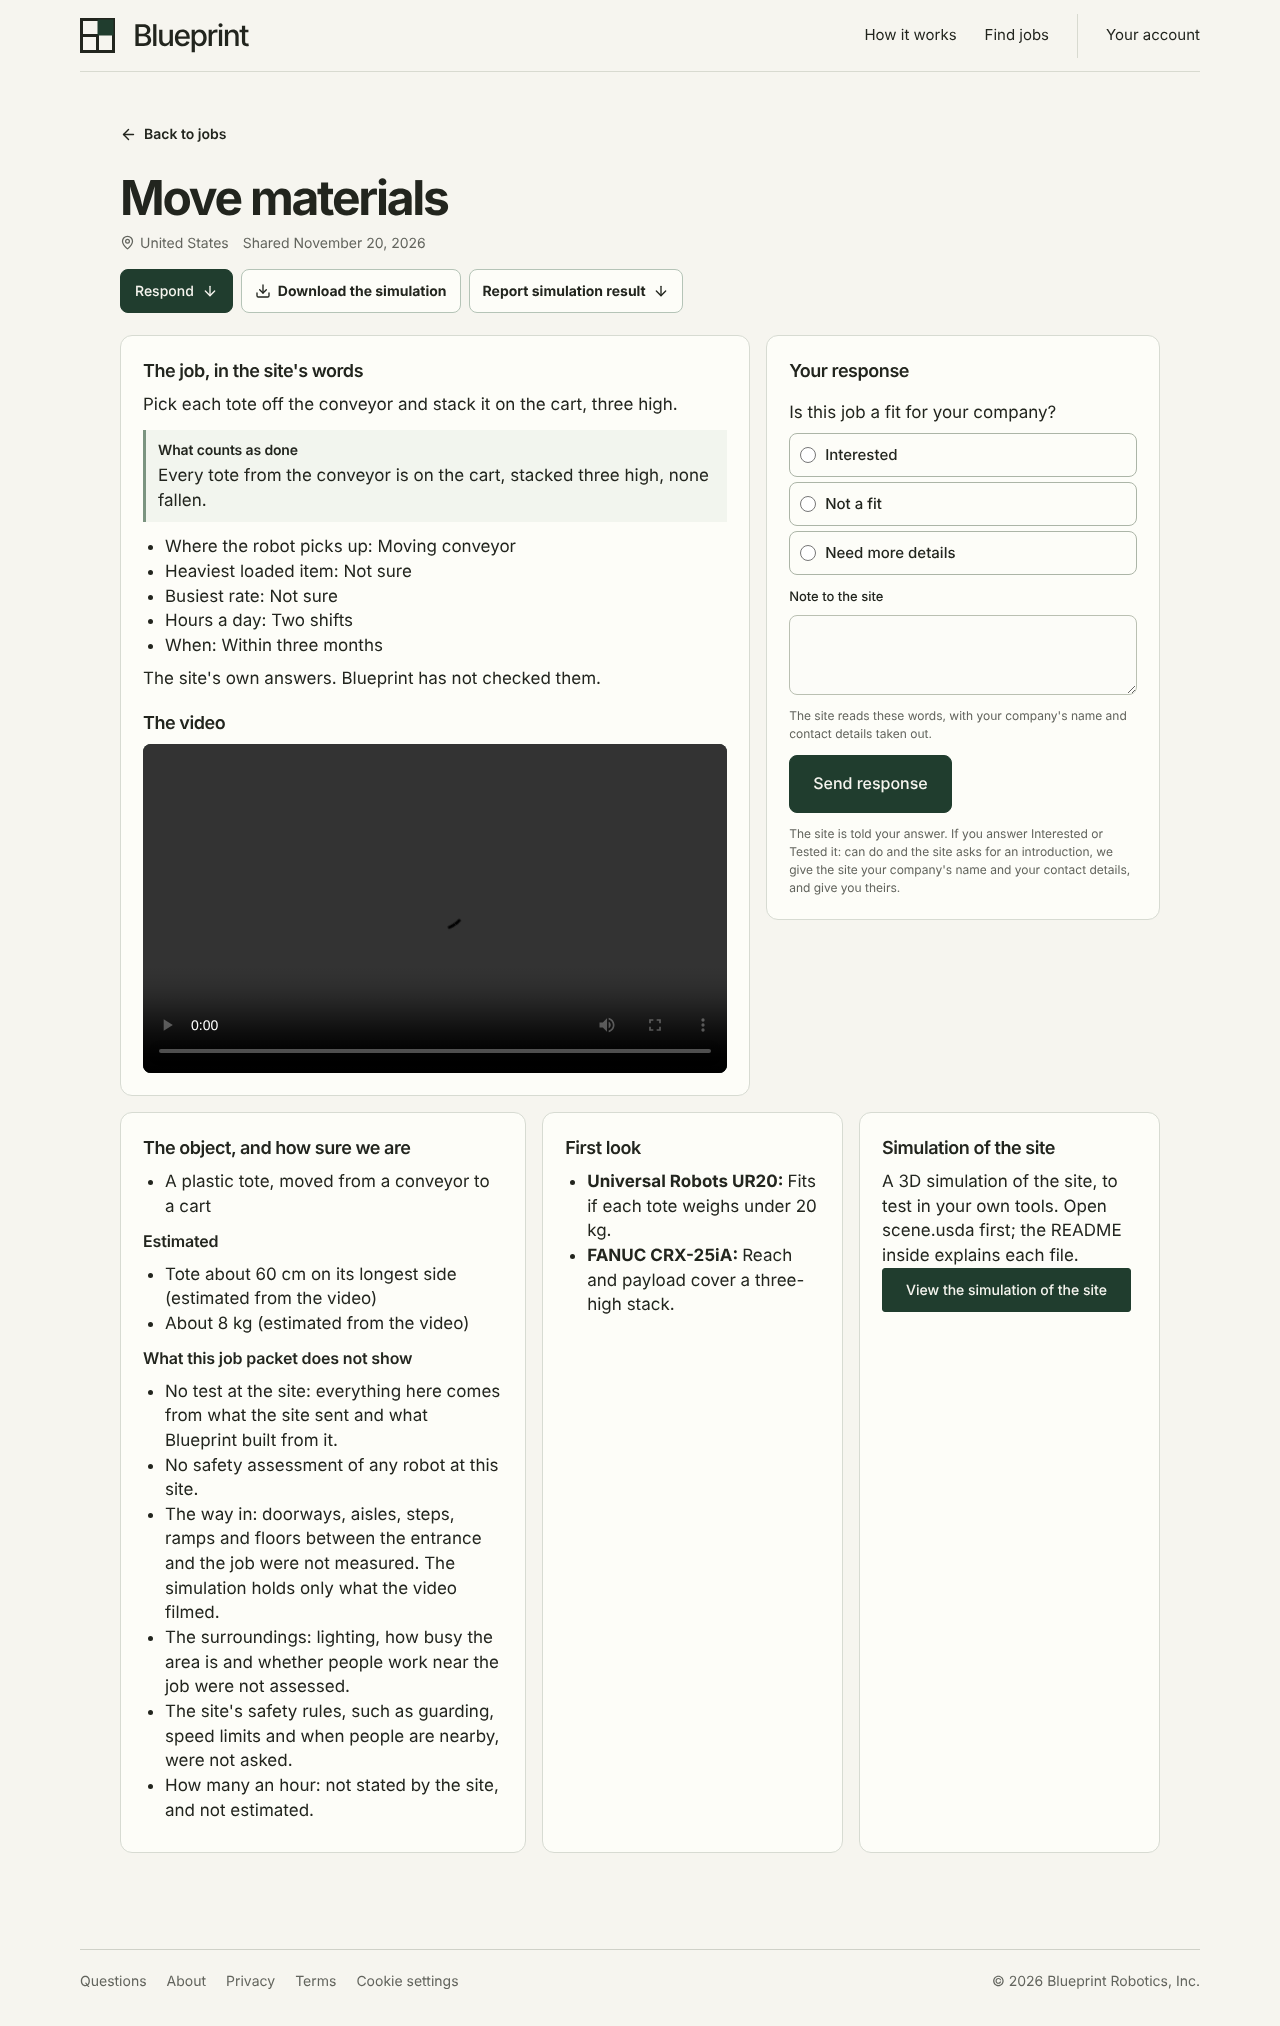 Blueprint
How it works
Find jobs
Your account
Back to jobs
Move materials
United States
Shared November 20, 2026
Respond
Download the simulation
Report simulation result
The job, in the site's words
Pick each tote off the conveyor and stack it on the cart, three high.
What counts as done
Every tote from the conveyor is on the cart, stacked three high, none
fallen.
• Where the robot picks up: Moving conveyor
• Heaviest loaded item: Not sure
• Busiest rate: Not sure
• Hours a day: Two shifts
• When: Within three months
The site's own answers. Blueprint has not checked them.
The video
0:00
Your response
Is this job a fit for your company?
Interested
Not a fit
Need more details
Note to the site
The site reads these words, with your company's name and
contact details taken out.
Send response
The site is told your answer. If you answer Interested or
Tested it: can do and the site asks for an introduction, we
give the site your company's name and your contact details,
and give you theirs.
The object, and how sure we are
• A plastic tote, moved from a conveyor to
a cart
Estimated
• Tote about 60 cm on its longest side
(estimated from the video)
• About 8 kg (estimated from the video)
What this job packet does not show
• No test at the site: everything here comes
from what the site sent and what
Blueprint built from it.
• No safety assessment of any robot at this
site.
• The way in: doorways, aisles, steps,
ramps and floors between the entrance
and the job were not measured. The
simulation holds only what the video
filmed.
• The surroundings: lighting, how busy the
area is and whether people work near the
job were not assessed.
• The site's safety rules, such as guarding,
speed limits and when people are nearby,
were not asked.
• How many an hour: not stated by the site,
and not estimated.
First look
• Universal Robots UR20: Fits
if each tote weighs under 20
kg.
• FANUC CRX-25iA: Reach
and payload cover a three-
high stack.
Simulation of the site
A 3D simulation of the site, to
test in your own tools. Open
scene.usda first; the README
inside explains each file.
View the simulation of the site
Questions
About
Privacy
Terms
Cookie settings
© 2026 Blueprint Robotics, Inc.